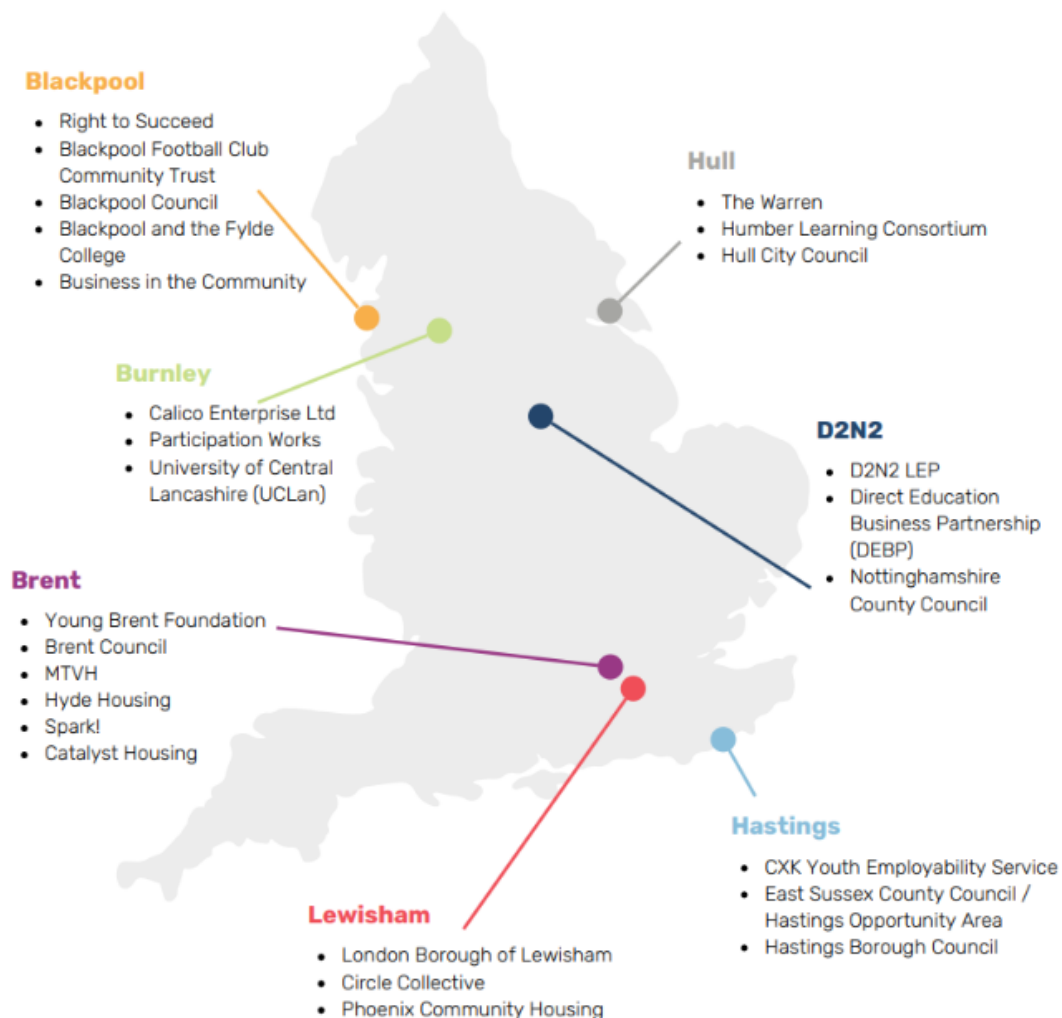 Blackpool
• Right to Succeed
• Blackpool Football Club
Community Trust
• Blackpool Council
• Blackpool and the Fylde
College
• Business in the Community
Hull
• The Warren
• Humber Learning Consortium
• Hull City Council
Burnley
• Calico Enterprise Ltd
• Participation Works
• University of Central
Lancashire (UCLan)
D2N2
• D2N2 LEP
• Direct Education
Business Partnership
(DEBP)
• Nottinghamshire
County Council
Brent
• Young Brent Foundation
• Brent Council
• MTVH
• Hyde Housing
• Spark!
• Catalyst Housing
Hastings
• CXK Youth Employability Service
• East Sussex County Council /
Hastings Opportunity Area
• Hastings Borough Council
Lewisham
• London Borough of Lewisham
• Circle Collective
• Phoenix Community Housing